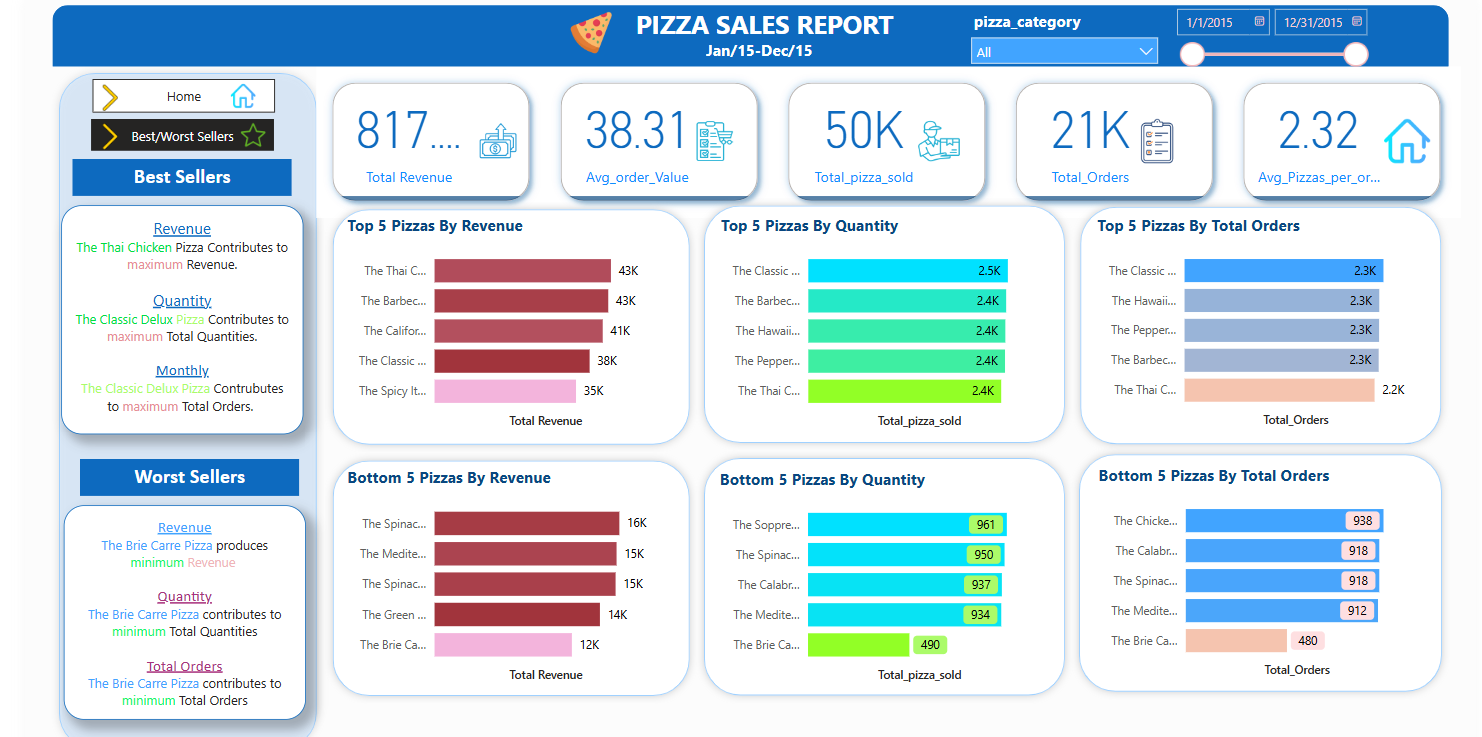 PIZZA SALES REPORT
Jan/15-Dec/15
pizza_category
All
1/1/2015
12/31/2015
Home
Best/Worst Sellers
Best Sellers
Revenue
The Thai Chicken Pizza Contributes to
maximum Revenue.
Quantity
The Classic Delux Pizza Contributes to
maximum Total Quantities.
Monthly
The Classic Delux Pizza Contrubutes
to maximum Total Orders.
Worst Sellers
Revenue
The Brie Carre Pizza produces
minimum Revenue
Quantity
The Brie Carre Pizza contributes to
minimum Total Quantities
Total Orders
The Brie Carre Pizza contributes to
minimum Total Orders
817....
Total Revenue
38.31
Avg_order_Value
50K
Total_pizza_sold
21K
Total_Orders
2.32
Avg_Pizzas_per_or...
Top 5 Pizzas By Revenue
The Thai C... 43K
The Barbec... 43K
The Califor... 41K
The Classic ... 38K
The Spicy It... 35K
Total Revenue
Top 5 Pizzas By Quantity
The Classic ... 2.5K
The Barbec... 2.4K
The Hawaii... 2.4K
The Pepper... 2.4K
The Thai C... 2.4K
Total_pizza_sold
Top 5 Pizzas By Total Orders
The Classic ... 2.3K
The Hawaii... 2.3K
The Pepper... 2.3K
The Barbec... 2.3K
The Thai C... 2.2K
Total_Orders
Bottom 5 Pizzas By Revenue
The Spinac... 16K
The Medite... 15K
The Spinac... 15K
The Green ... 14K
The Brie Ca... 12K
Total Revenue
Bottom 5 Pizzas By Quantity
The Soppre... 961
The Spinac... 950
The Calabr... 937
The Medite... 934
The Brie Ca... 490
Total_pizza_sold
Bottom 5 Pizzas By Total Orders
The Chicke... 938
The Calabr... 918
The Spinac... 918
The Medite... 912
The Brie Ca... 480
Total_Orders